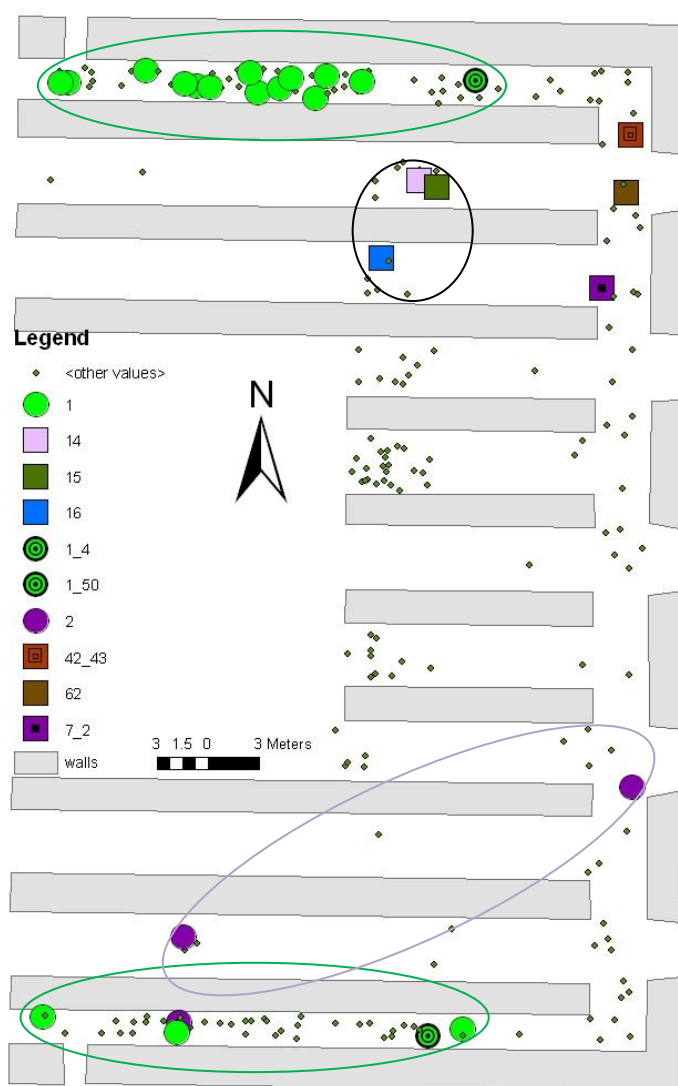 Legend
<other values>
1
14
15
16
1_4
1_50
2
42_43
62
7_2
walls
N
3 1.5 0 3 Meters